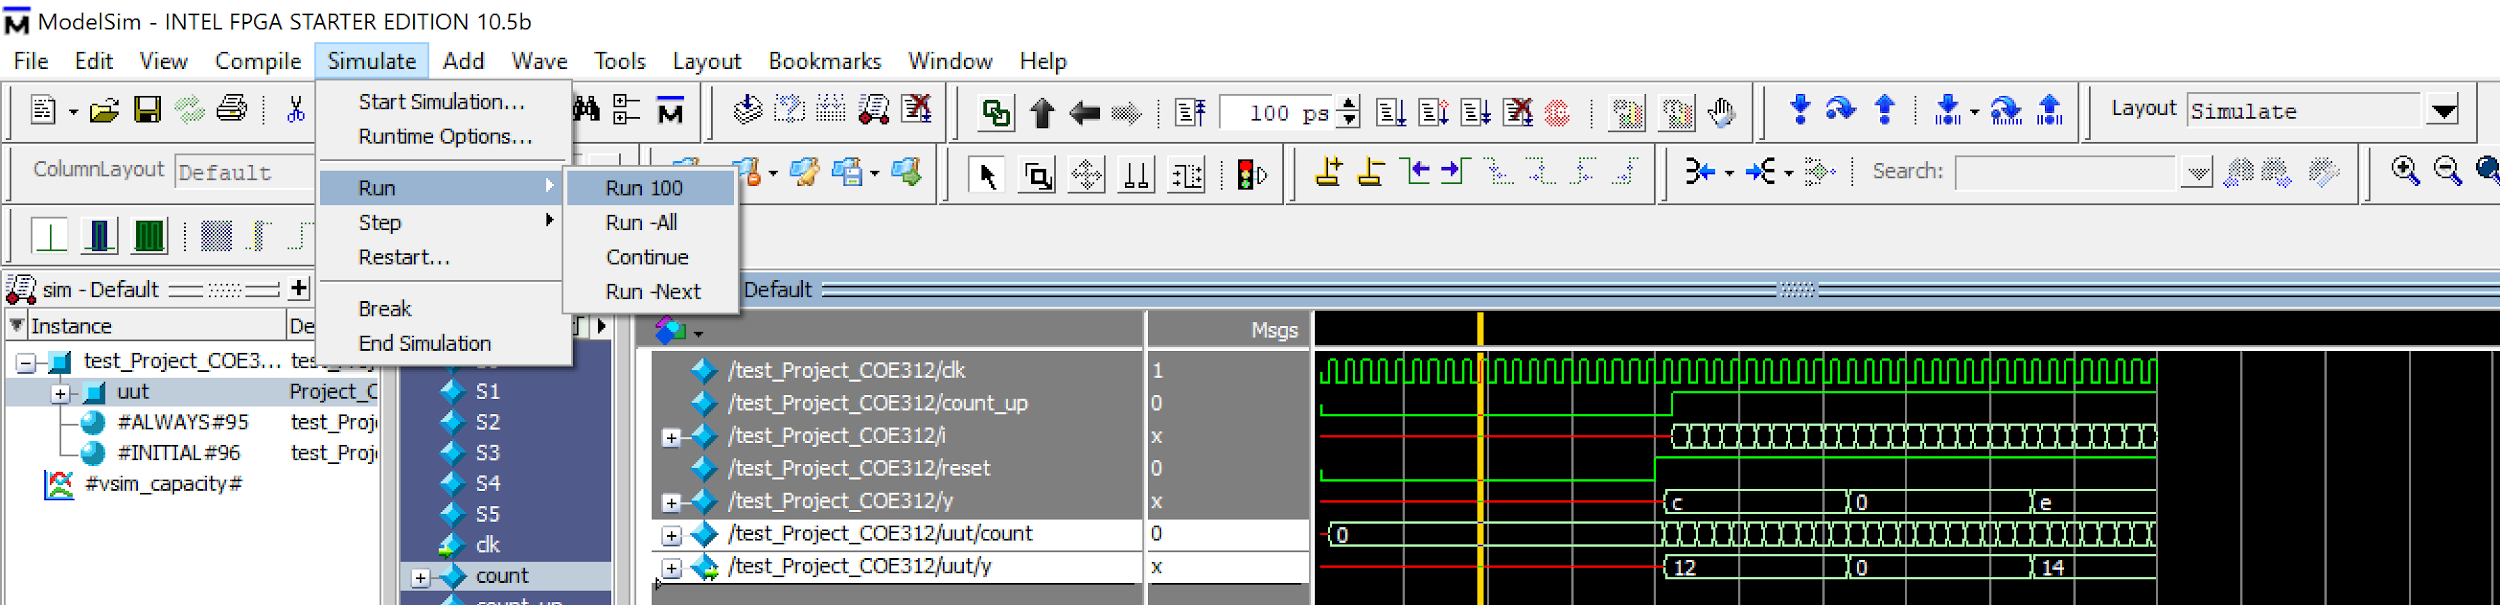 ModelSim - INTEL FPGA STARTER EDITION 10.5b
File Edit View Compile Simulate Add Wave Tools Layout Bookmarks Window Help
Start Simulation...
Runtime Options...
Run
Step
Restart...
Break
End Simulation
Run 100
Run -All
Continue
Run -Next
100 ps
Layout Simulate
ColumnLayout Default
Search:
sim - Default
Default
Instance De
test_Project_COE3... tes
uut Project_C
#ALWAYS#95 test_Proj
#INITIAL#96 test_Proj
#vsim_capacity#
S1
S2
S3
S4
S5
clk
count
count_up
Msgs
/test_Project_COE312/clk 1
/test_Project_COE312/count_up 0
/test_Project_COE312/i x
/test_Project_COE312/reset 0
/test_Project_COE312/y x c 0 e
/test_Project_COE312/uut/count 0 0
/test_Project_COE312/uut/y x 12 0 14